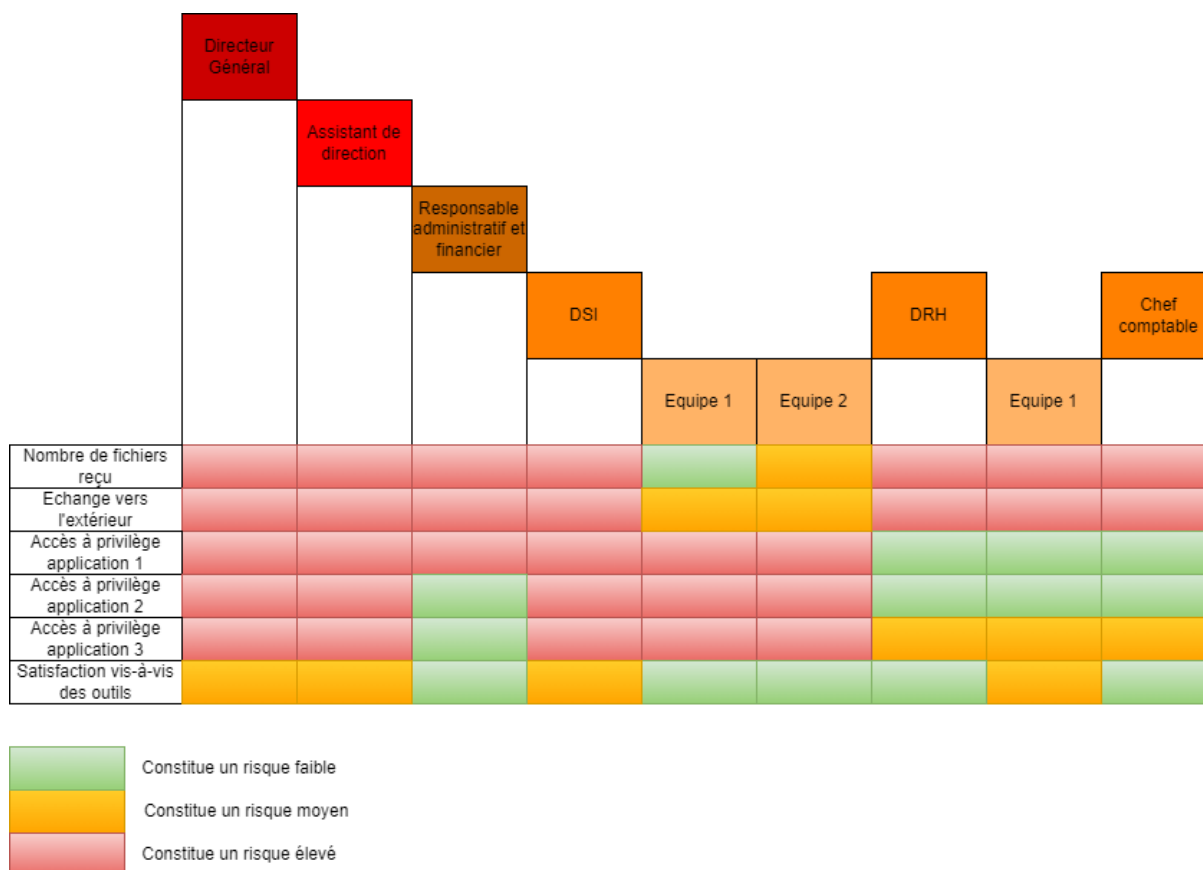 Directeur
Général
Assistant de
direction
Responsable
administratif et
financier
DSI
DRH
Chef
comptable
Equipe 1
Equipe 2
Equipe 1
Nombre de fichiers
reçu
Echange vers
l'extérieur
Accès à privilège
application 1
Accès à privilège
application 2
Accès à privilège
application 3
Satisfaction vis-à-vis
des outils
Constitue un risque faible
Constitue un risque moyen
Constitue un risque élevé